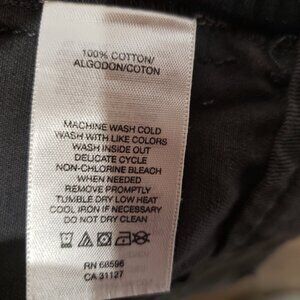 100% COTTON/
ALGODON/COTON
MACHINE WASH COLD
WASH WITH LIKE COLORS
WASH INSIDE OUT
DELICATE CYCLE
NON-CHLORINE BLEACH
WHEN NEEDED
REMOVE PROMPTLY
TUMBLE DRY LOW HEAT
COOL IRON IF NECESSARY
DO NOT DRY CLEAN
RN 68596
CA 31127